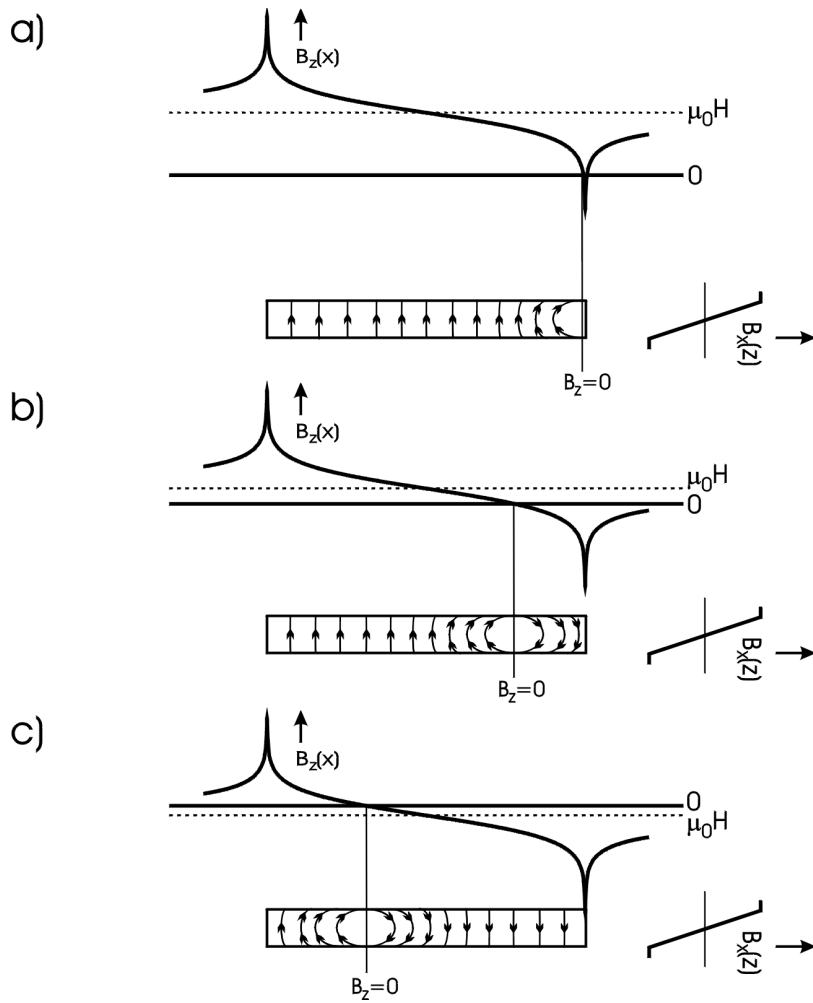 a)
B_z(x)
μ₀H
0
B_x(z)
B_z=0
b)
B_z(x)
μ₀H
0
B_x(z)
B_z=0
c)
B_z(x)
0
μ₀H
B_x(z)
B_z=0